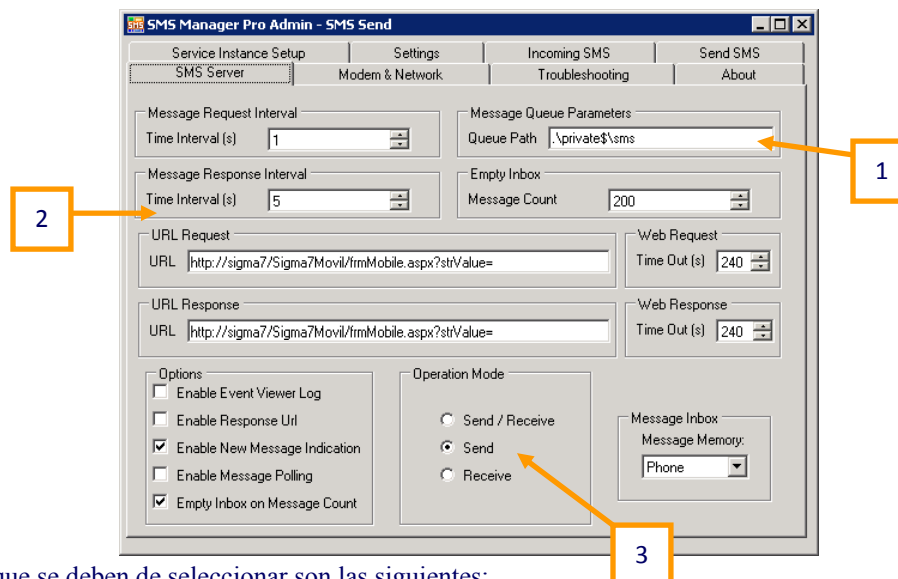 SMS Manager Pro Admin - SMS Send
Service Instance Setup
Settings
Incoming SMS
Send SMS
SMS Server
Modem & Network
Troubleshooting
About
Message Request Interval
Time Interval (s) 1
Message Queue Parameters
Queue Path .\private$\sms
1
Message Response Interval
Time Interval (s) 5
Empty Inbox
Message Count 200
2
URL Request
URL http://sigma7/Sigma7Movil/frmMobile.aspx?strValue=
Web Request
Time Out (s) 240
URL Response
URL http://sigma7/Sigma7Movil/frmMobile.aspx?strValue=
Web Response
Time Out (s) 240
Options
Enable Event Viewer Log
Enable Response Url
Enable New Message Indication
Enable Message Polling
Empty Inbox on Message Count
Operation Mode
Send / Receive
Send
Receive
Message Inbox
Message Memory:
Phone
3
que se deben de seleccionar son las siguientes: